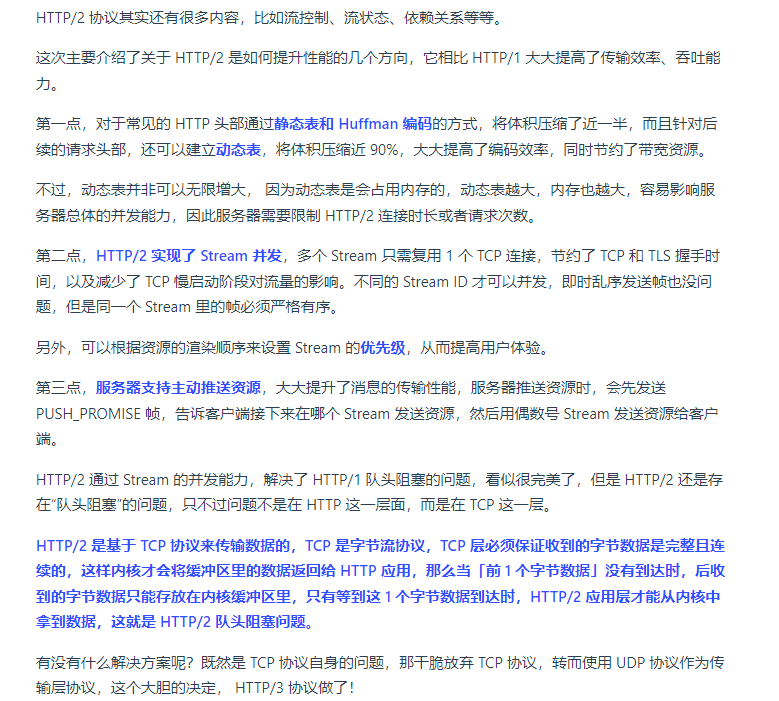 HTTP/2 协议其实还有很多内容，比如流控制、流状态、依赖关系等等。
这次主要介绍了关于 HTTP/2 是如何提升性能的几个方向，它相比 HTTP/1 大大提高了传输效率、吞吐能
力。
第一点，对于常见的 HTTP 头部通过静态表和 Huffman 编码的方式，将体积压缩了近一半，而且针对后
续的请求头部，还可以建立动态表，将体积压缩近 90%，大大提高了编码效率，同时节约了带宽资源。
不过，动态表并非可以无限增大， 因为动态表是会占用内存的，动态表越大，内存也越大，容易影响服
务器总体的并发能力，因此服务器需要限制 HTTP/2 连接时长或者请求次数。
第二点，HTTP/2 实现了 Stream 并发，多个 Stream 只需复用 1 个 TCP 连接，节约了 TCP 和 TLS 握手时
间，以及减少了 TCP 慢启动阶段对流量的影响。不同的 Stream ID 才可以并发，即时乱序发送帧也没问
题，但是同一个 Stream 里的帧必须严格有序。
另外，可以根据资源的渲染顺序来设置 Stream 的优先级，从而提高用户体验。
第三点，服务器支持主动推送资源，大大提升了消息的传输性能，服务器推送资源时，会先发送
PUSH_PROMISE 帧，告诉客户端接下来在哪个 Stream 发送资源，然后用偶数号 Stream 发送资源给客户
端。
HTTP/2 通过 Stream 的并发能力，解决了 HTTP/1 队头阻塞的问题，看似很完美了，但是 HTTP/2 还是存
在“队头阻塞”的问题，只不过问题不是在 HTTP 这一层面，而是在 TCP 这一层。
HTTP/2 是基于 TCP 协议来传输数据的，TCP 是字节流协议，TCP 层必须保证收到的字节数据是完整且连
续的，这样内核才会将缓冲区里的数据返回给 HTTP 应用，那么当「前 1 个字节数据」没有到达时，后收
到的字节数据只能存放在内核缓冲区里，只有等到这 1 个字节数据到达时，HTTP/2 应用层才能从内核中
拿到数据，这就是 HTTP/2 队头阻塞问题。
有没有什么解决方案呢？既然是 TCP 协议自身的问题，那干脆放弃 TCP 协议，转而使用 UDP 协议作为传
输层协议，这个大胆的决定， HTTP/3 协议做了！